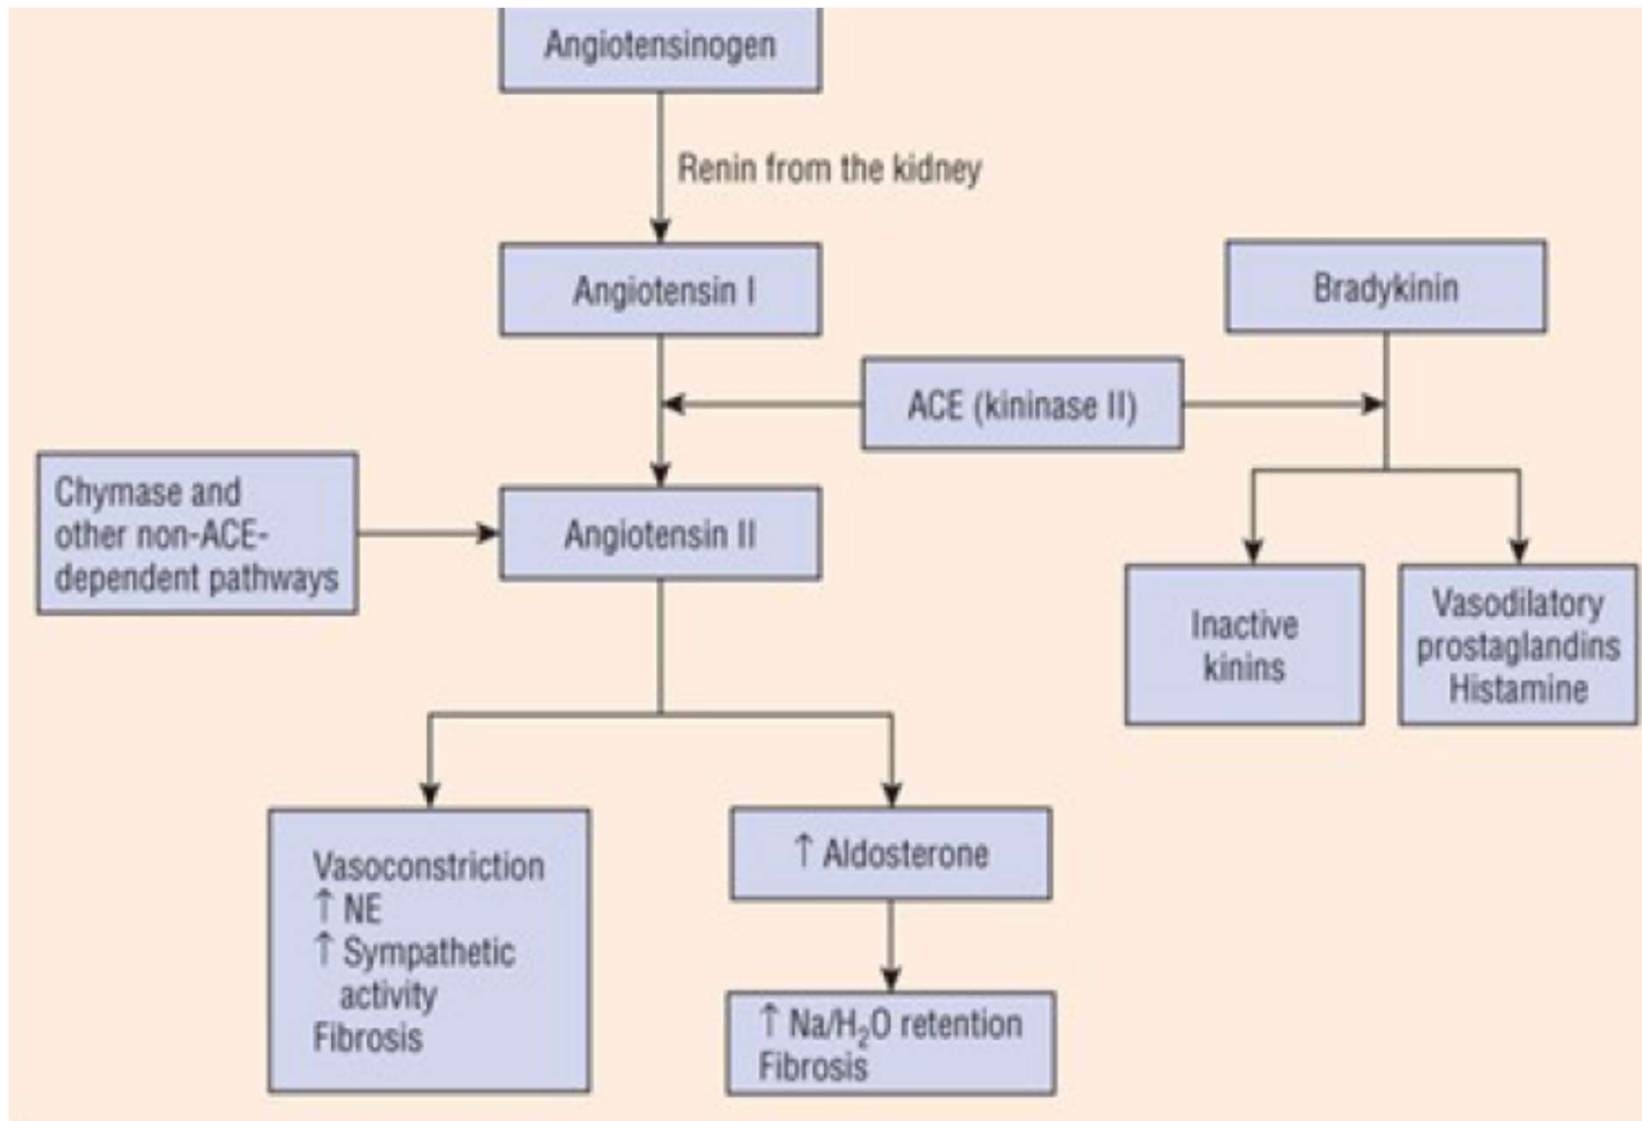 Angiotensinogen
Renin from the kidney
Angiotensin I
Bradykinin
ACE (kininase II)
Chymase and
other non-ACE-
dependent pathways
Angiotensin II
Inactive
kinins
Vasodilatory
prostaglandins
Histamine
Vasoconstriction
↑ NE
↑ Sympathetic
activity
Fibrosis
↑ Aldosterone
↑ Na/H₂O retention
Fibrosis